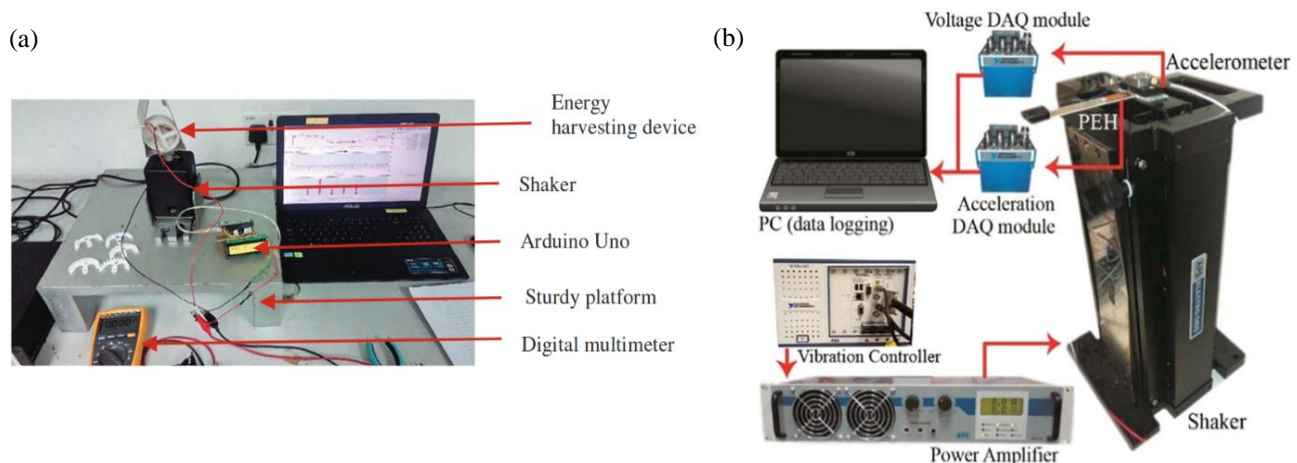 (a)
Energy
harvesting device
Shaker
Arduino Uno
Sturdy platform
Digital multimeter
(b)
Voltage DAQ module
Accelerometer
PEH
Acceleration
DAQ module
PC (data logging)
Vibration Controller
Shaker
Power Amplifier